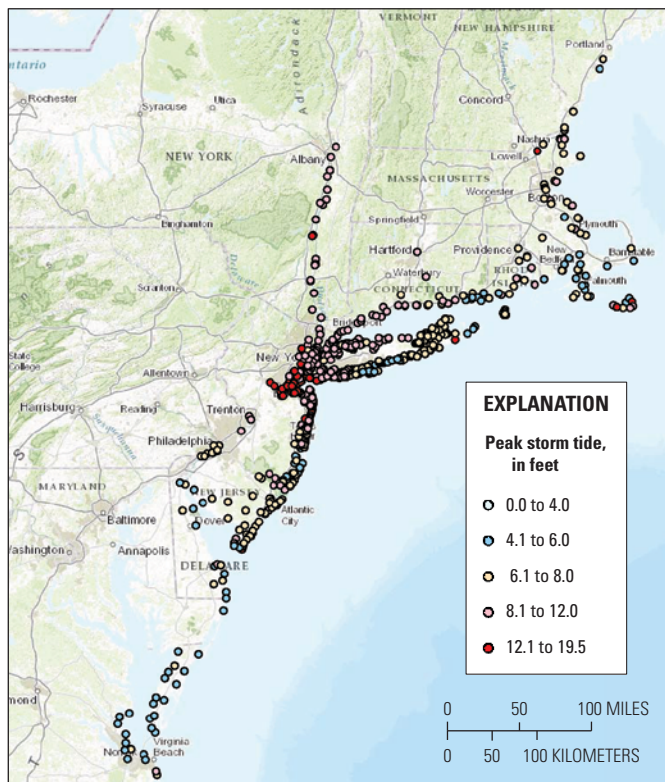 VERMONT
NEW HAMPSHIRE
Portland
Adirondack
Ontario
Rochester
Syracuse
Utica
Concord
Nashua
Lowell
NEW YORK
Albany
MASSACHUSETTS
Worcester
Boston
Binghamton
Springfield
Plymouth
Hartford
Providence
New
Barnstable
Waterbury
CONNECTICUT
Falmouth
Scranton
Bridgeport
State
College
Allentown
New York
Harrisburg
Reading
Trenton
Philadelphia
MARYLAND
NEW JERSEY
Baltimore
Dover
Atlantic
City
Washington
Annapolis
DELAWARE
Virginia
Beach
EXPLANATION
Peak storm tide,
in feet
0.0 to 4.0
4.1 to 6.0
6.1 to 8.0
8.1 to 12.0
12.1 to 19.5
0 50 100 MILES
0 50 100 KILOMETERS